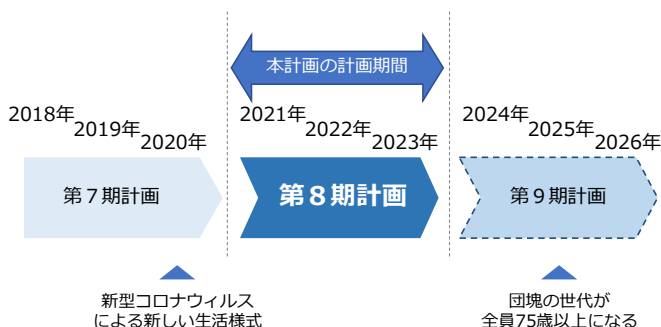 本計画の計画期間
2018年
2019年
2020年
2021年
2022年
2023年
2024年
2025年
2026年
第７期計画
第８期計画
第９期計画
新型コロナウィルス
による新しい生活様式
団塊の世代が
全員75歳以上になる